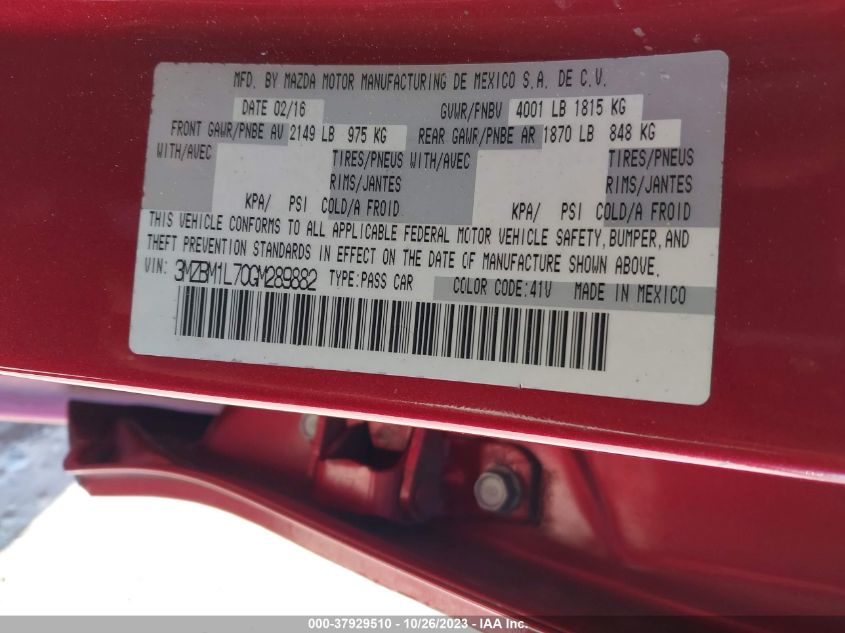 MFD. BY MAZDA MOTOR MANUFACTURING DE MEXICO S.A. DE C.V.
DATE 02/16 GVWR/FNBV 4001 LB 1815 KG
FRONT GAWR/PNBE AV 2149 LB 975 KG REAR GAWR/PNBE AR 1870 LB 848 KG
WITH/AVEC TIRES/PNEUS WITH/AVEC TIRES/PNEUS
RIMS/JANTES RIMS/JANTES
KPA/ PSI COLD/A FROID KPA/ PSI COLD/A FROID
THIS VEHICLE CONFORMS TO ALL APPLICABLE FEDERAL MOTOR VEHICLE SAFETY, BUMPER, AND
THEFT PREVENTION STANDARDS IN EFFECT ON THE DATE OF MANUFACTURE SHOWN ABOVE.
VIN: 3MZBM1L70GM289882 TYPE:PASS CAR COLOR CODE:41V MADE IN MEXICO
000-37929510 - 10/26/2023 - IAA, Inc.